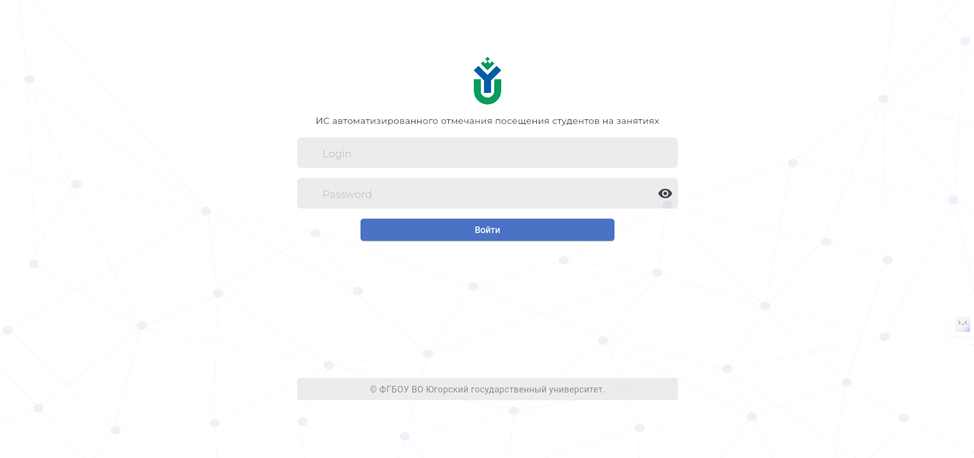 ИС автоматизированного отмечания посещения студентов на занятиях
Login
Password
Войти
© ФГБОУ ВО Югорский государственный университет.